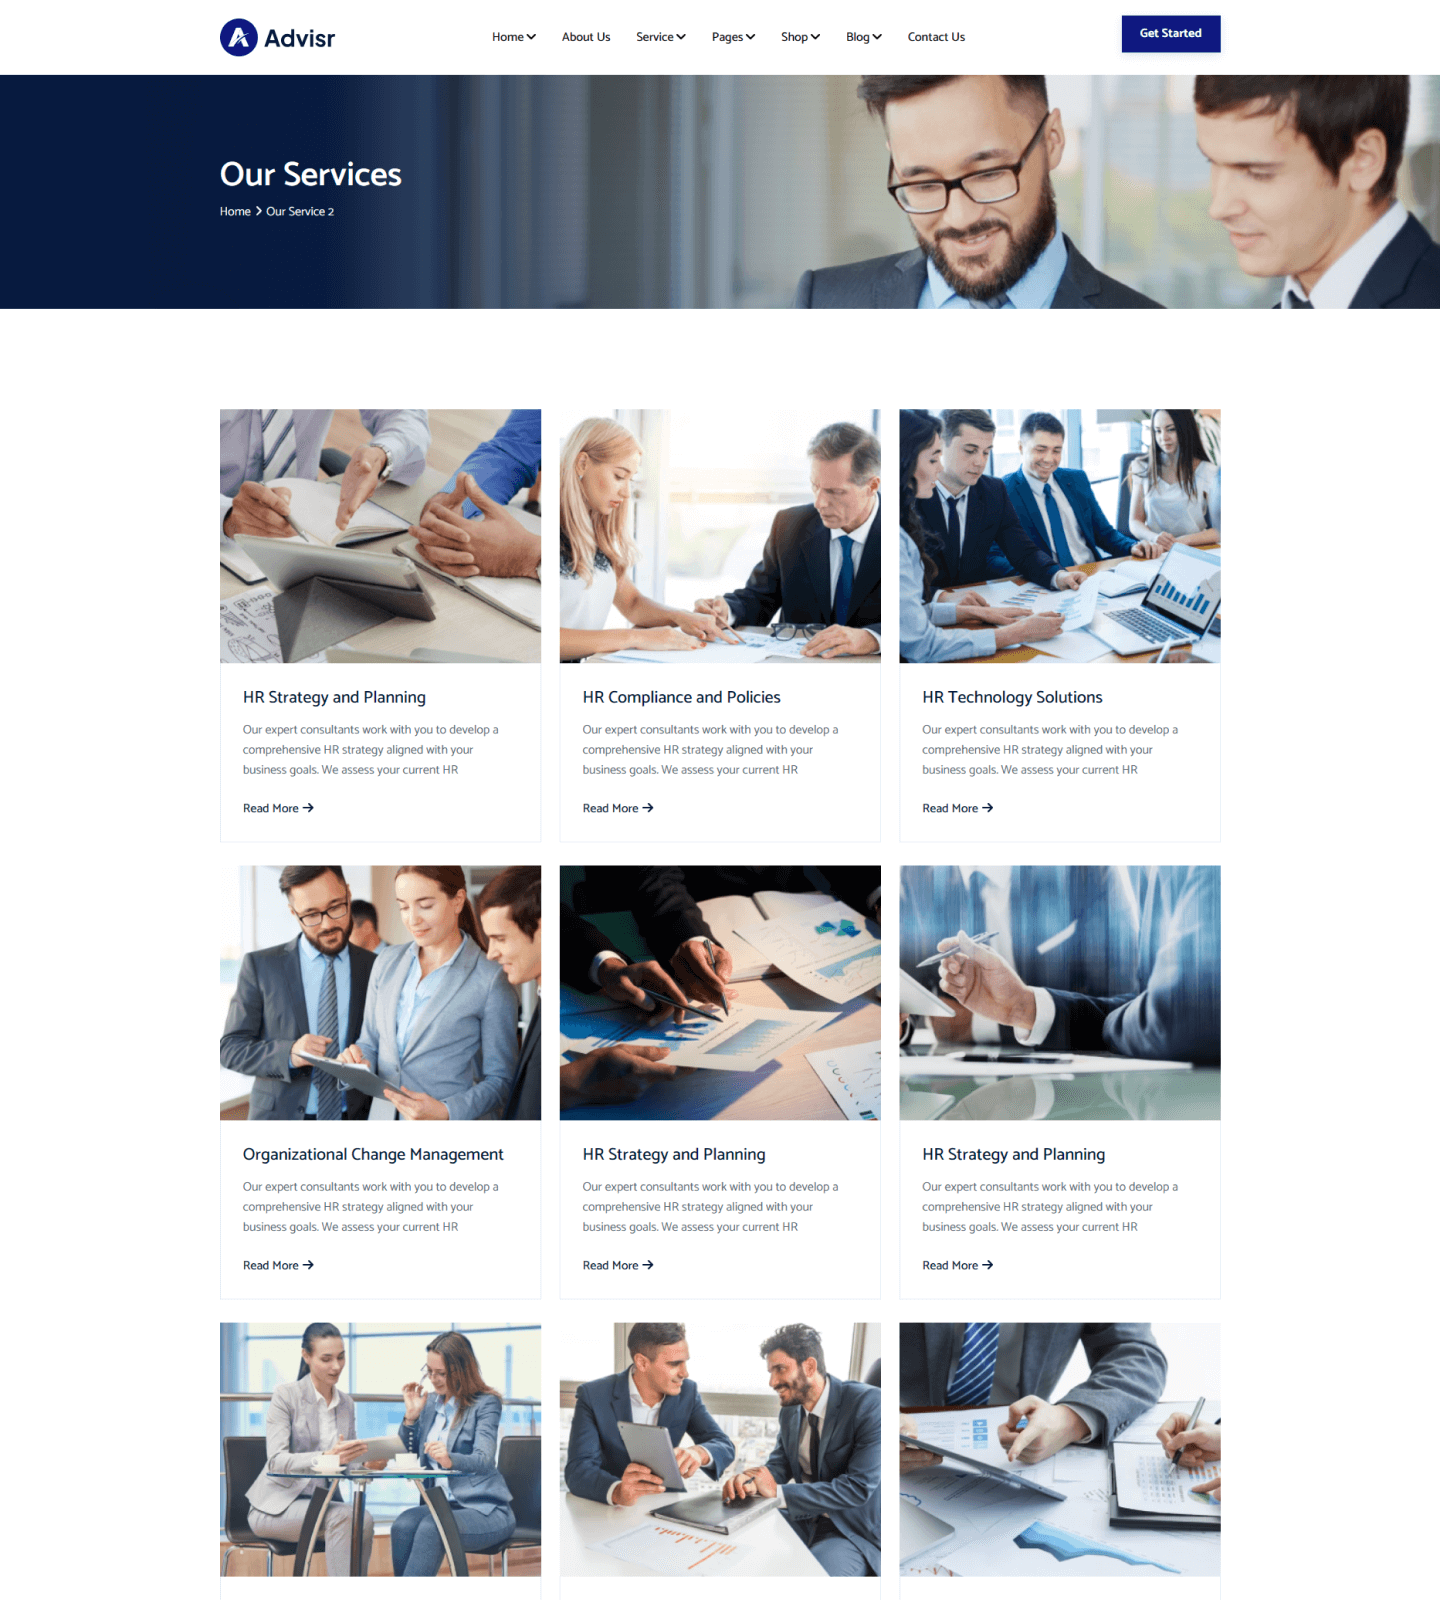 Advisr
Home
About Us
Service
Pages
Shop
Blog
Contact Us
Get Started
Our Services
Home
Our Service 2
HR Strategy and Planning
Our expert consultants work with you to develop a
comprehensive HR strategy aligned with your
business goals. We assess your current HR
Read More
HR Compliance and Policies
Our expert consultants work with you to develop a
comprehensive HR strategy aligned with your
business goals. We assess your current HR
Read More
HR Technology Solutions
Our expert consultants work with you to develop a
comprehensive HR strategy aligned with your
business goals. We assess your current HR
Read More
Organizational Change Management
Our expert consultants work with you to develop a
comprehensive HR strategy aligned with your
business goals. We assess your current HR
Read More
HR Strategy and Planning
Our expert consultants work with you to develop a
comprehensive HR strategy aligned with your
business goals. We assess your current HR
Read More
HR Strategy and Planning
Our expert consultants work with you to develop a
comprehensive HR strategy aligned with your
business goals. We assess your current HR
Read More